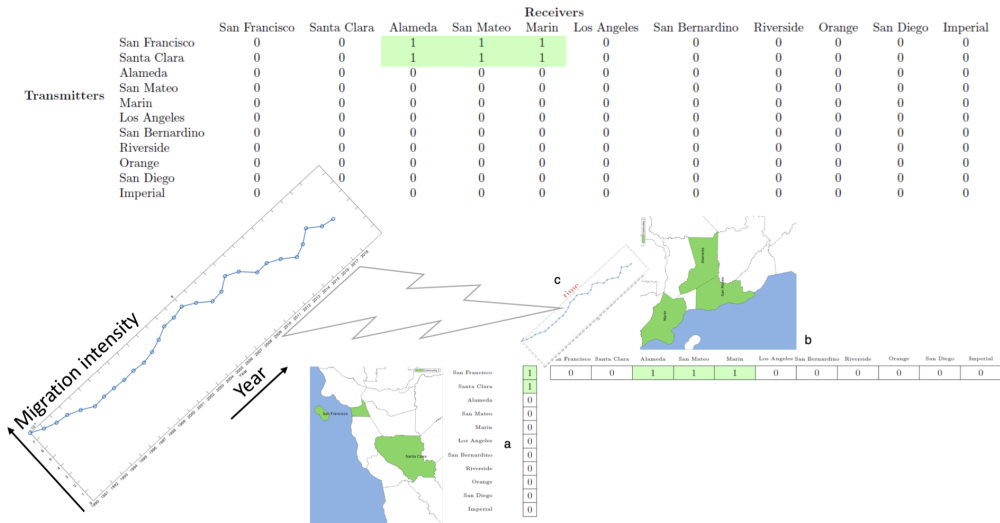 Receivers
San Francisco Santa Clara Alameda San Mateo Marin Los Angeles San Bernardino Riverside Orange San Diego Imperial
San Francisco 0 0 1 1 1 0 0 0 0 0 0
Santa Clara 0 0 1 1 1 0 0 0 0 0 0
Alameda 0 0 0 0 0 0 0 0 0 0 0
San Mateo 0 0 0 0 0 0 0 0 0 0 0
Transmitters
Marin 0 0 0 0 0 0 0 0 0 0 0
Los Angeles 0 0 0 0 0 0 0 0 0 0 0
San Bernardino 0 0 0 0 0 0 0 0 0 0 0
Riverside 0 0 0 0 0 0 0 0 0 0 0
Orange 0 0 0 0 0 0 0 0 0 0 0
San Diego 0 0 0 0 0 0 0 0 0 0 0
Imperial 0 0 0 0 0 0 0 0 0 0 0
Migration intensity
Year
c
time
Alameda
San Mateo
Marin
b
San Francisco
Santa Clara
a
Francisco Santa Clara Alameda San Mateo Marin Los Angeles San Bernardino Riverside Orange San Diego Imperial
San Francisco 1 0 0 1 1 1 0 0 0 0 0 0
Santa Clara 1
Alameda 0
San Mateo 0
Marin 0
Los Angeles 0
San Bernardino 0
Riverside 0
Orange 0
San Diego 0
Imperial 0